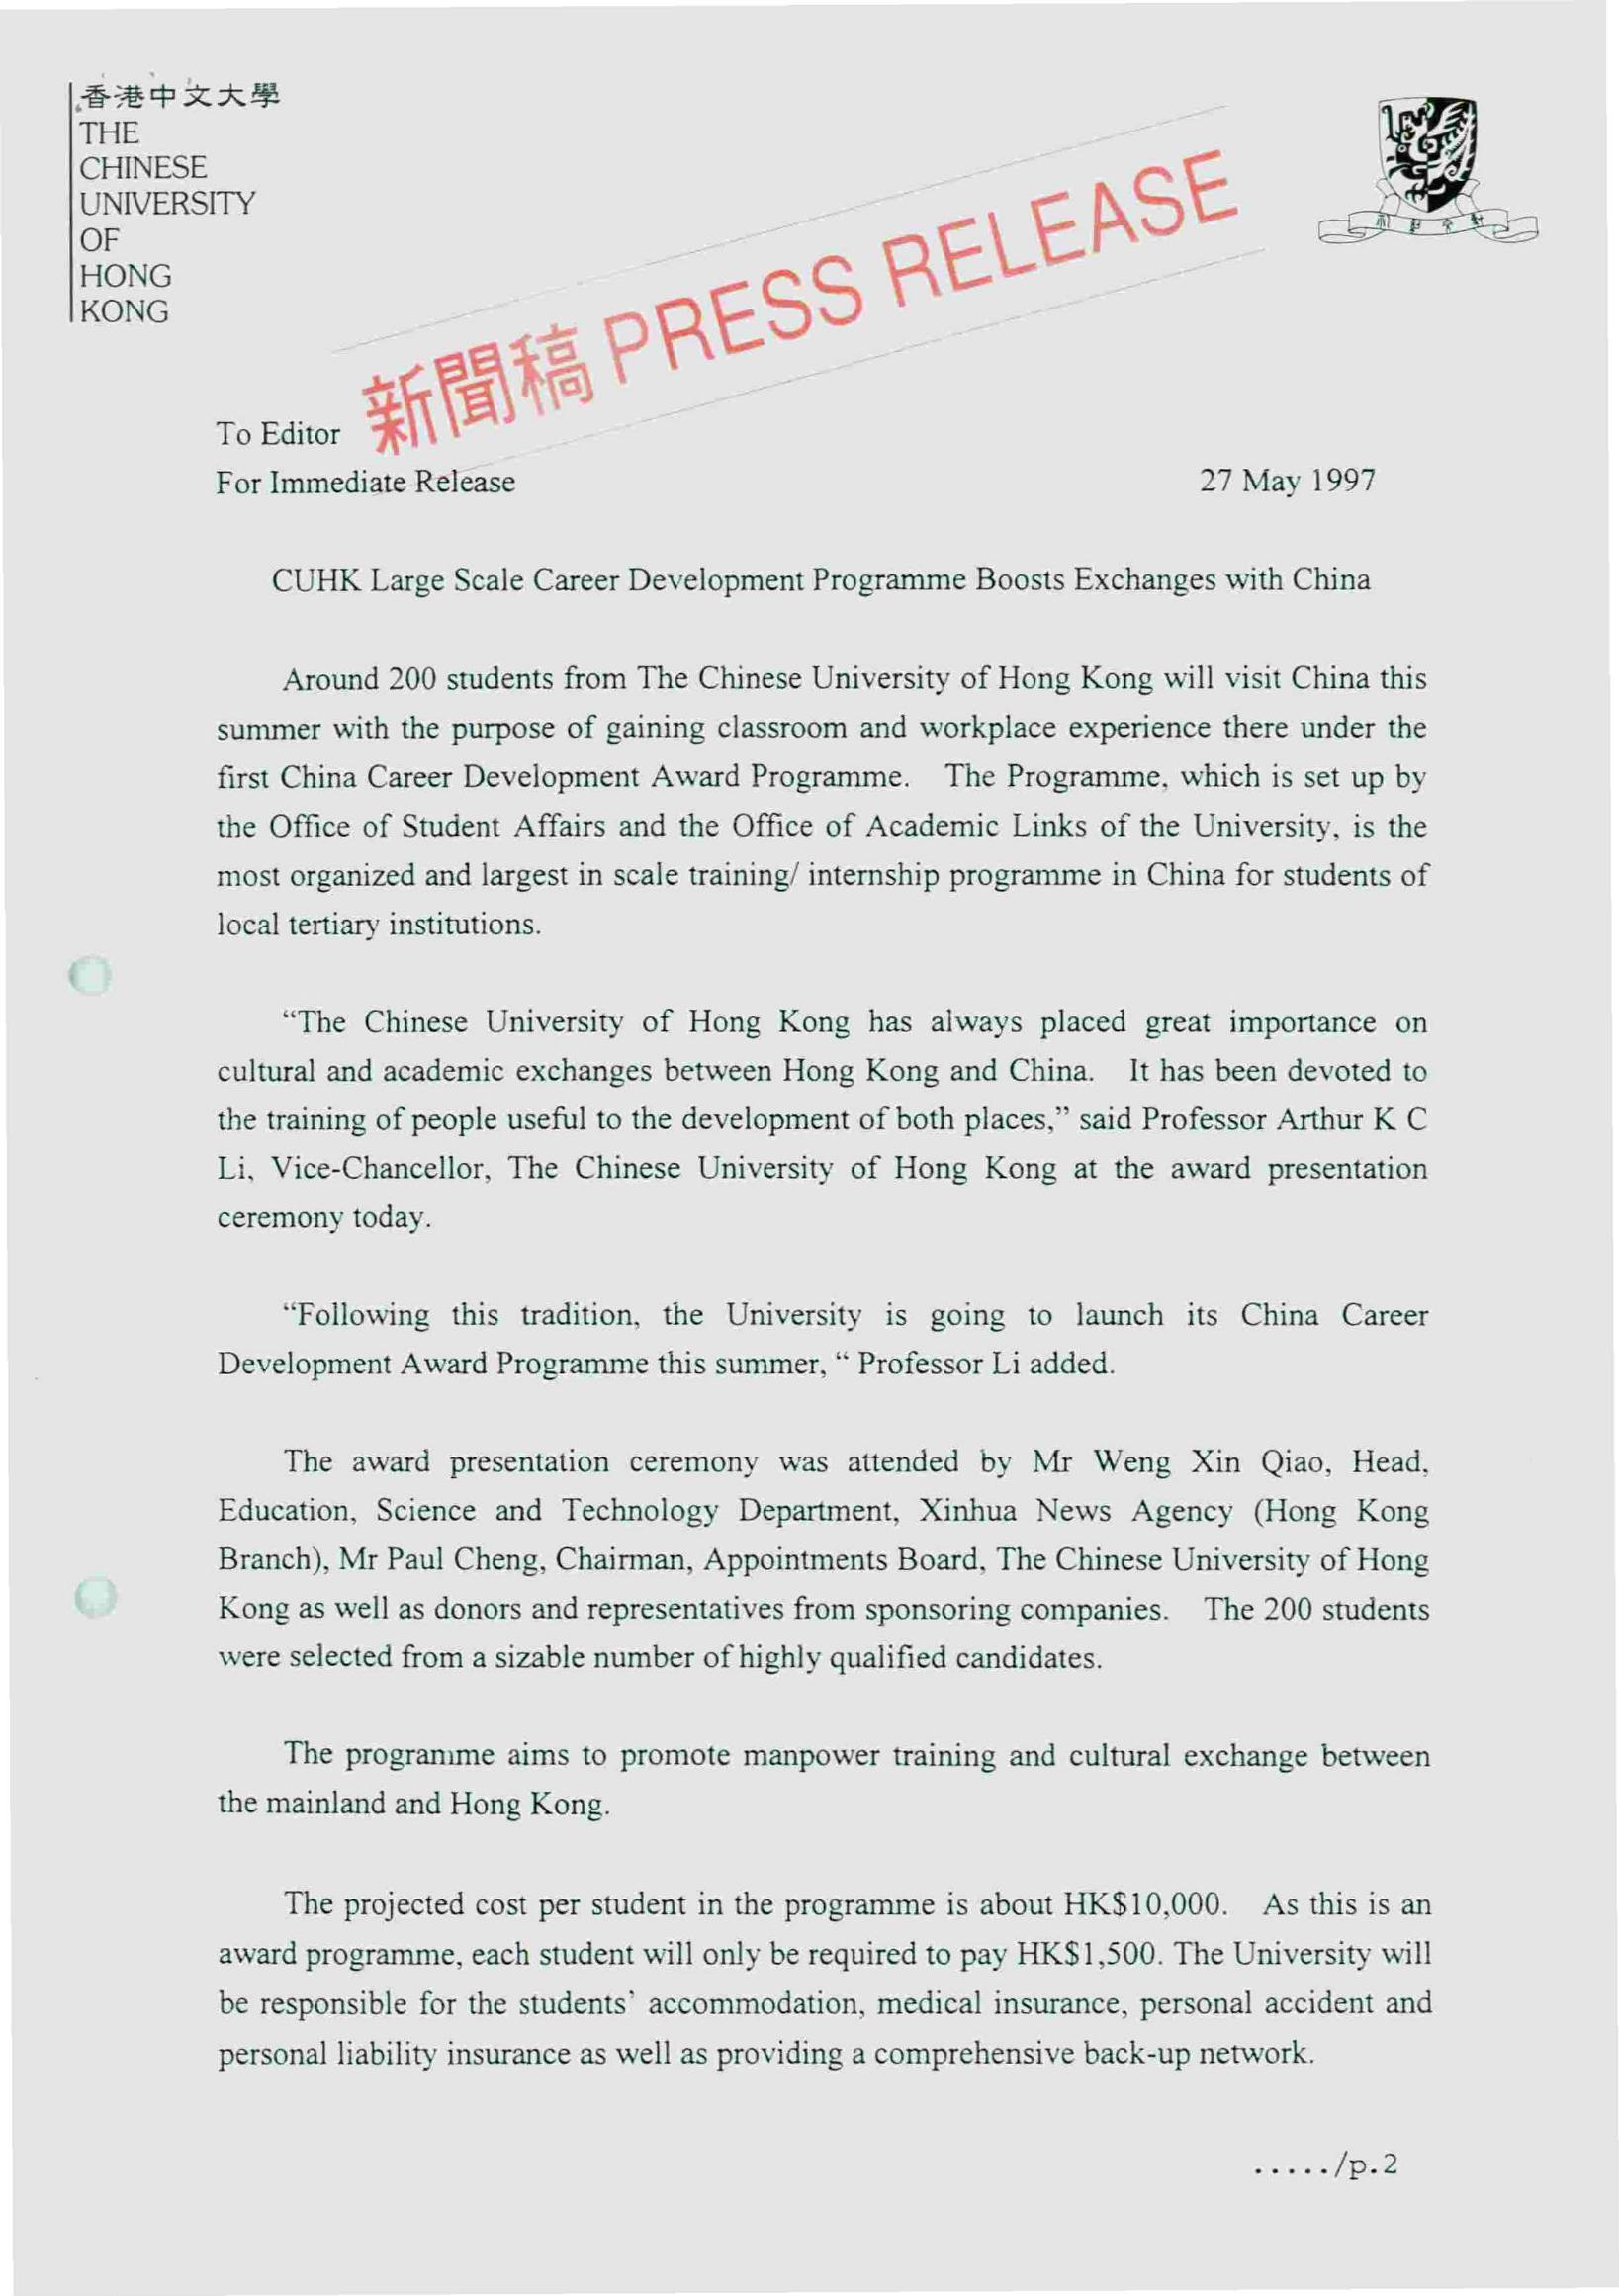 香港中文大學
THE
CHINESE
UNIVERSITY
OF
HONG
KONG
新聞稿 PRESS RELEASE
To Editor
For Immediate Release
27 May 1997
CUHK Large Scale Career Development Programme Boosts Exchanges with China
Around 200 students from The Chinese University of Hong Kong will visit China this
summer with the purpose of gaining classroom and workplace experience there under the
first China Career Development Award Programme. The Programme, which is set up by
the Office of Student Affairs and the Office of Academic Links of the University, is the
most organized and largest in scale training/ internship programme in China for students of
local tertiary institutions.
“The Chinese University of Hong Kong has always placed great importance on
cultural and academic exchanges between Hong Kong and China. It has been devoted to
the training of people useful to the development of both places,” said Professor Arthur K C
Li, Vice-Chancellor, The Chinese University of Hong Kong at the award presentation
ceremony today.
“Following this tradition, the University is going to launch its China Career
Development Award Programme this summer, “ Professor Li added.
The award presentation ceremony was attended by Mr Weng Xin Qiao, Head,
Education, Science and Technology Department, Xinhua News Agency (Hong Kong
Branch), Mr Paul Cheng, Chairman, Appointments Board, The Chinese University of Hong
Kong as well as donors and representatives from sponsoring companies. The 200 students
were selected from a sizable number of highly qualified candidates.
The programme aims to promote manpower training and cultural exchange between
the mainland and Hong Kong.
The projected cost per student in the programme is about HK$10,000. As this is an
award programme, each student will only be required to pay HK$1,500. The University will
be responsible for the students’ accommodation, medical insurance, personal accident and
personal liability insurance as well as providing a comprehensive back-up network.
...../p.2